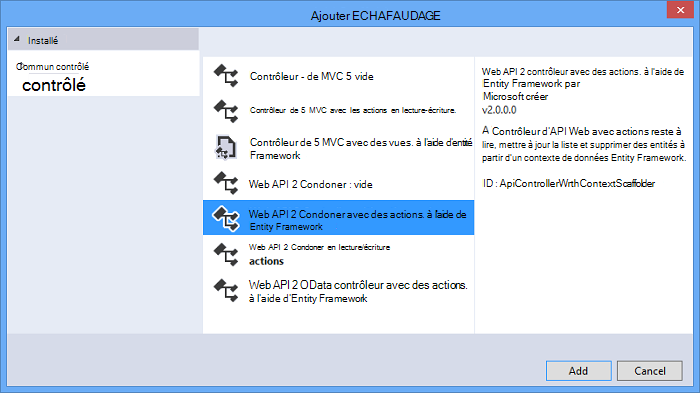 Ajouter ECHAFAUDAGE
Installé
Commun contrôlé
contrôlé
Contrôleur - de MVC 5 vide
Contrôleur de 5 MVC avec les actions en lecture-écriture.
Contrôleur de 5 MVC avec des vues. à l'aide d'entité
Framework
Web API 2 Condoner : vide
Web API 2 Condoner avec des actions. à l'aide de
Entity Framework
Web API 2 Condoner en lecture/écriture
actions
Web API 2 OData contrôleur avec des actions.
à l'aide d'Entity Framework
Web API 2 contrôleur avec des actions. à l'aide de
Entity Framework par
Microsoft créer
v2.0.0.0
A Contrôleur d'API Web avec actions reste à
lire, mettre à jour la liste et supprimer des entités à
partir d'un contexte de données Entity Framework.
ID : ApiControllerWrthContextScaffolder
Add
Cancel